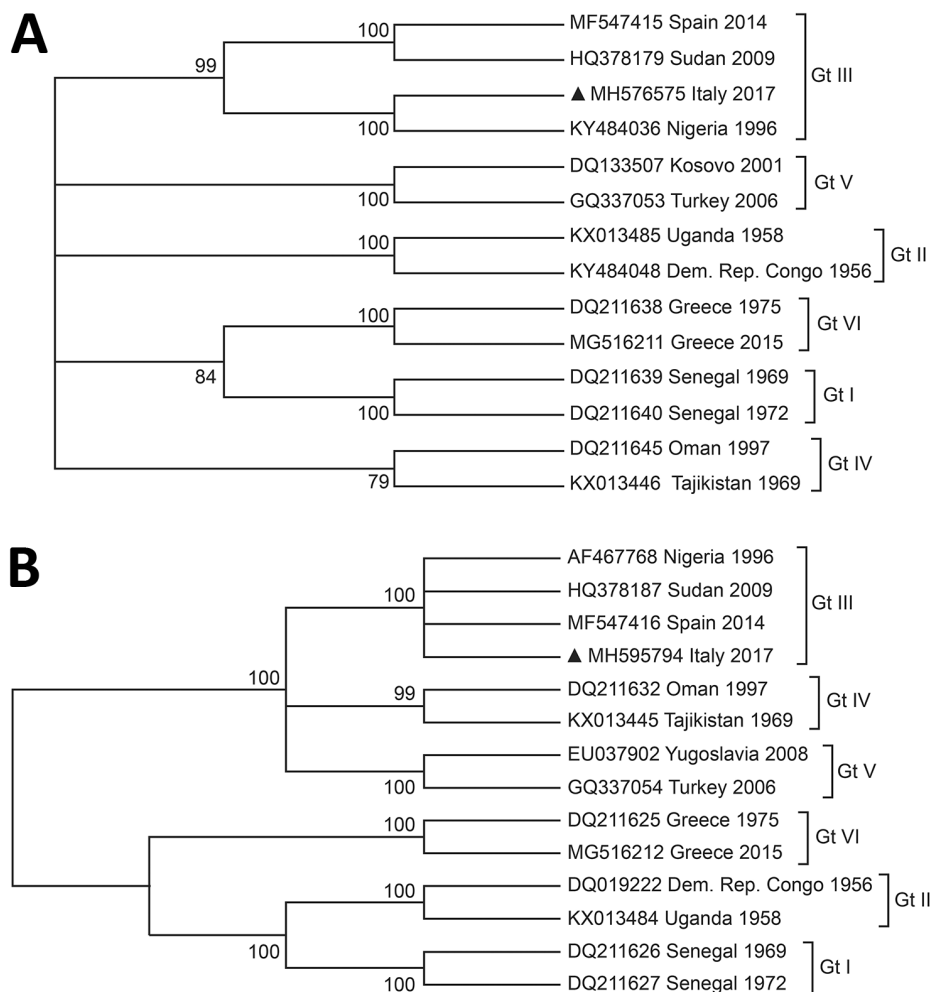 A
100
MF547415 Spain 2014
HQ378179 Sudan 2009
99
Gt III
▲ MH576575 Italy 2017
100
KY484036 Nigeria 1996
DQ133507 Kosovo 2001
100
GQ337053 Turkey 2006
Gt V
100
KX013485 Uganda 1958
KY484048 Dem. Rep. Congo 1956
Gt II
100
DQ211638 Greece 1975
MG516211 Greece 2015
Gt VI
84
DQ211639 Senegal 1969
100
DQ211640 Senegal 1972
Gt I
DQ211645 Oman 1997
79
KX013446 Tajikistan 1969
Gt IV
B
AF467768 Nigeria 1996
100
HQ378187 Sudan 2009
Gt III
MF547416 Spain 2014
▲ MH595794 Italy 2017
100
99
DQ211632 Oman 1997
KX013445 Tajikistan 1969
Gt IV
EU037902 Yugoslavia 2008
100
GQ337054 Turkey 2006
Gt V
100
DQ211625 Greece 1975
MG516212 Greece 2015
Gt VI
100
DQ019222 Dem. Rep. Congo 1956
KX013484 Uganda 1958
Gt II
100
DQ211626 Senegal 1969
100
DQ211627 Senegal 1972
Gt I